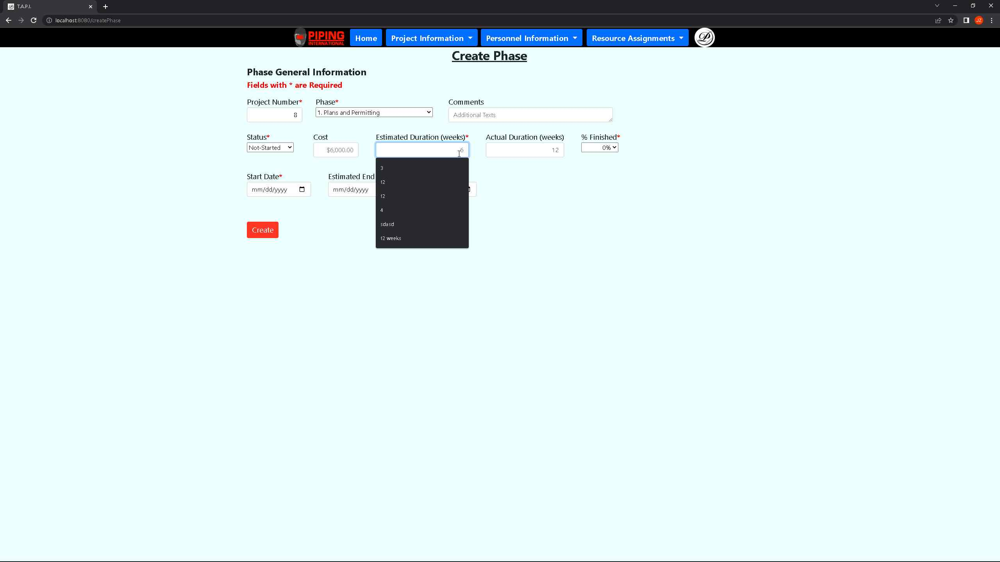 T.A.P.I.
localhost:8080/createPhase
JZ
PIPING
INTERNATIONAL
Home
Project Information
Personnel Information
Resource Assignments
Create Phase
Phase General Information
Fields with * are Required
Project Number* Phase* Comments
8 1. Plans and Permitting Additional Texts
Status* Cost Estimated Duration (weeks)* Actual Duration (weeks) % Finished*
Not-Started $6,000.00 6 12 0%
3
12
12
4
sdasd
12 weeks
Start Date* Estimated End
mm/dd/yyyy mm/dd/yyyy
Create